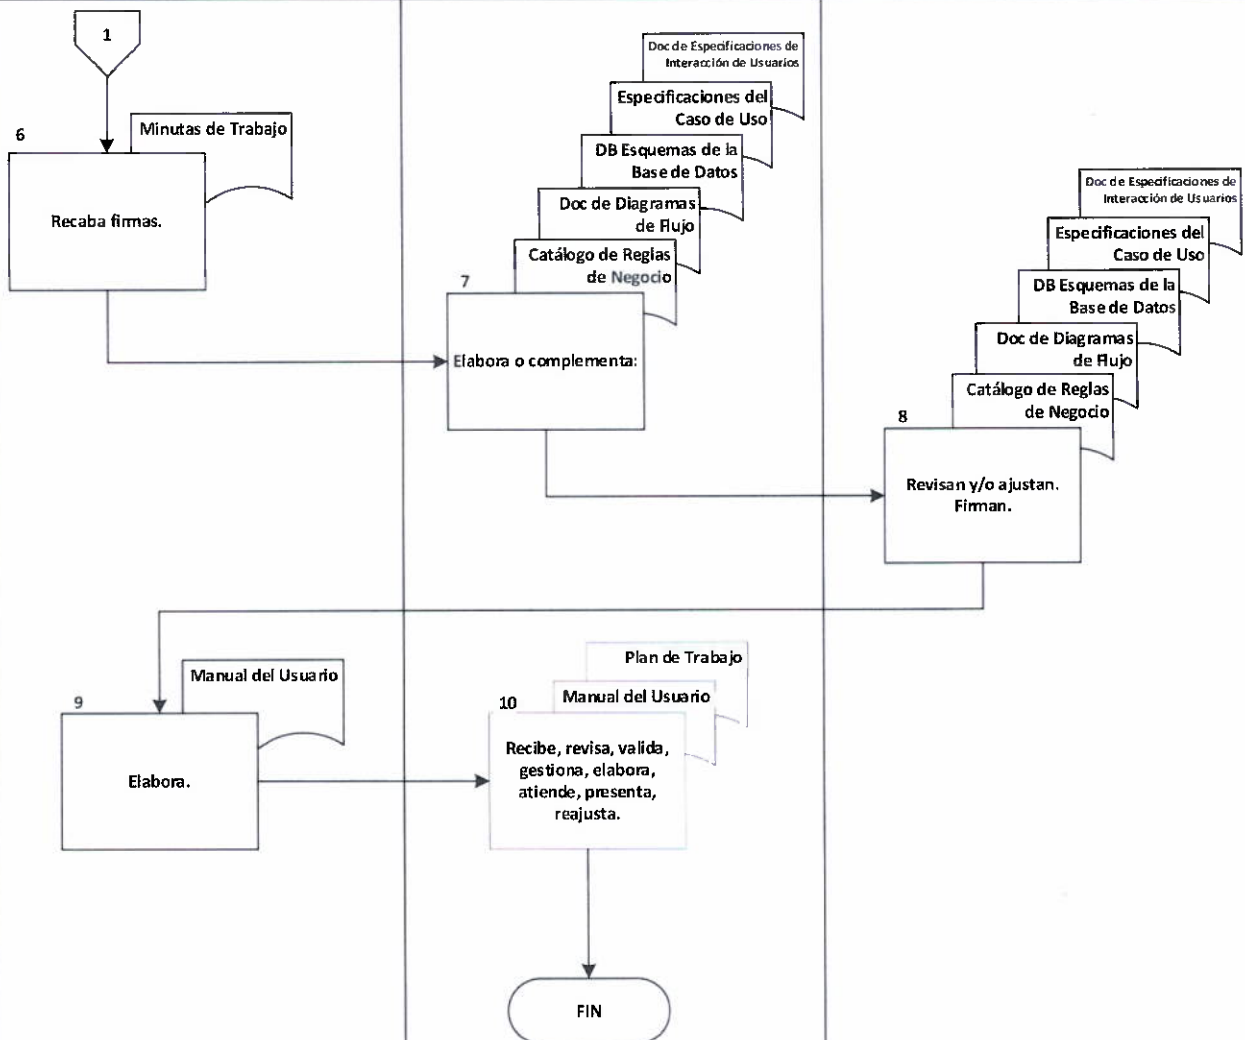 1
6
Minutas de Trabajo
Recaba firmas.
Doc de Especificaciones de
Interacción de Usuarios
Especificaciones del
Caso de Uso
DB Esquemas de la
Base de Datos
Doc de Diagramas
de Flujo
Catálogo de Reglas
de Negocio
7
Elabora o complementa:
Doc de Especificaciones de
Interacción de Usuarios
Especificaciones del
Caso de Uso
DB Esquemas de la
Base de Datos
Doc de Diagramas
de Flujo
Catálogo de Reglas
de Negocio
8
Revisan y/o ajustan.
Firman.
Manual del Usuario
9
Elabora.
Plan de Trabajo
Manual del Usuario
10
Recibe, revisa, valida,
gestiona, elabora,
atiende, presenta,
reajusta.
FIN